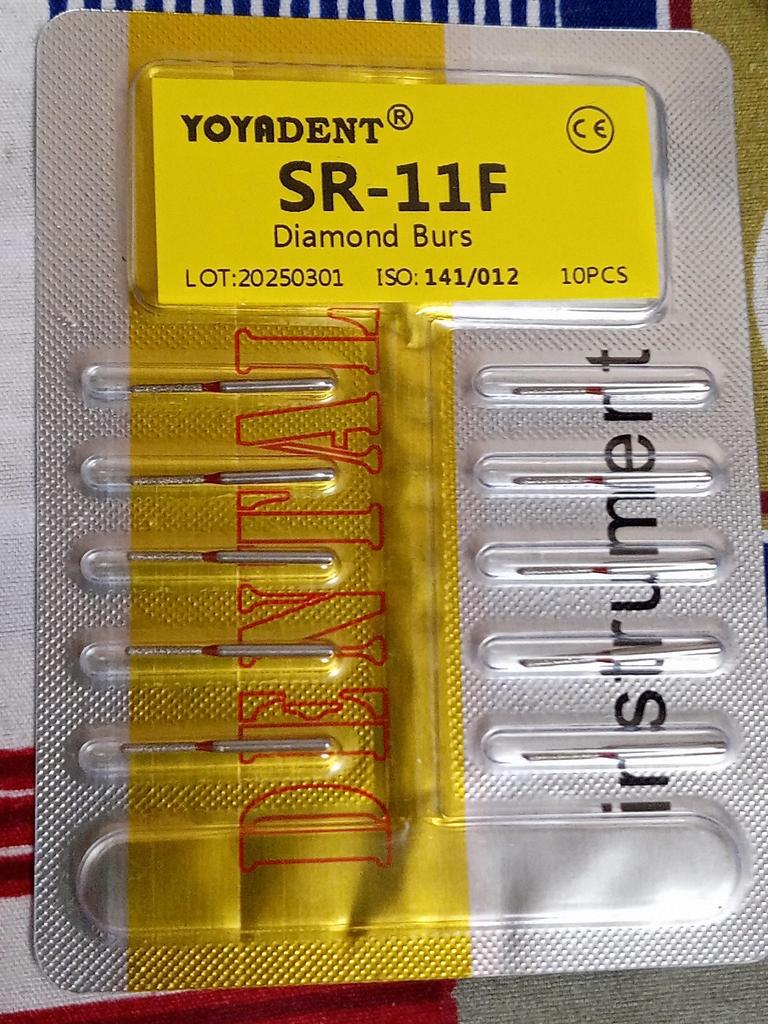 YOYADENT®
CE
SR-11F
Diamond Burs
LOT:20250301 ISO: 141/012 10PCS
DENTAL
instrument